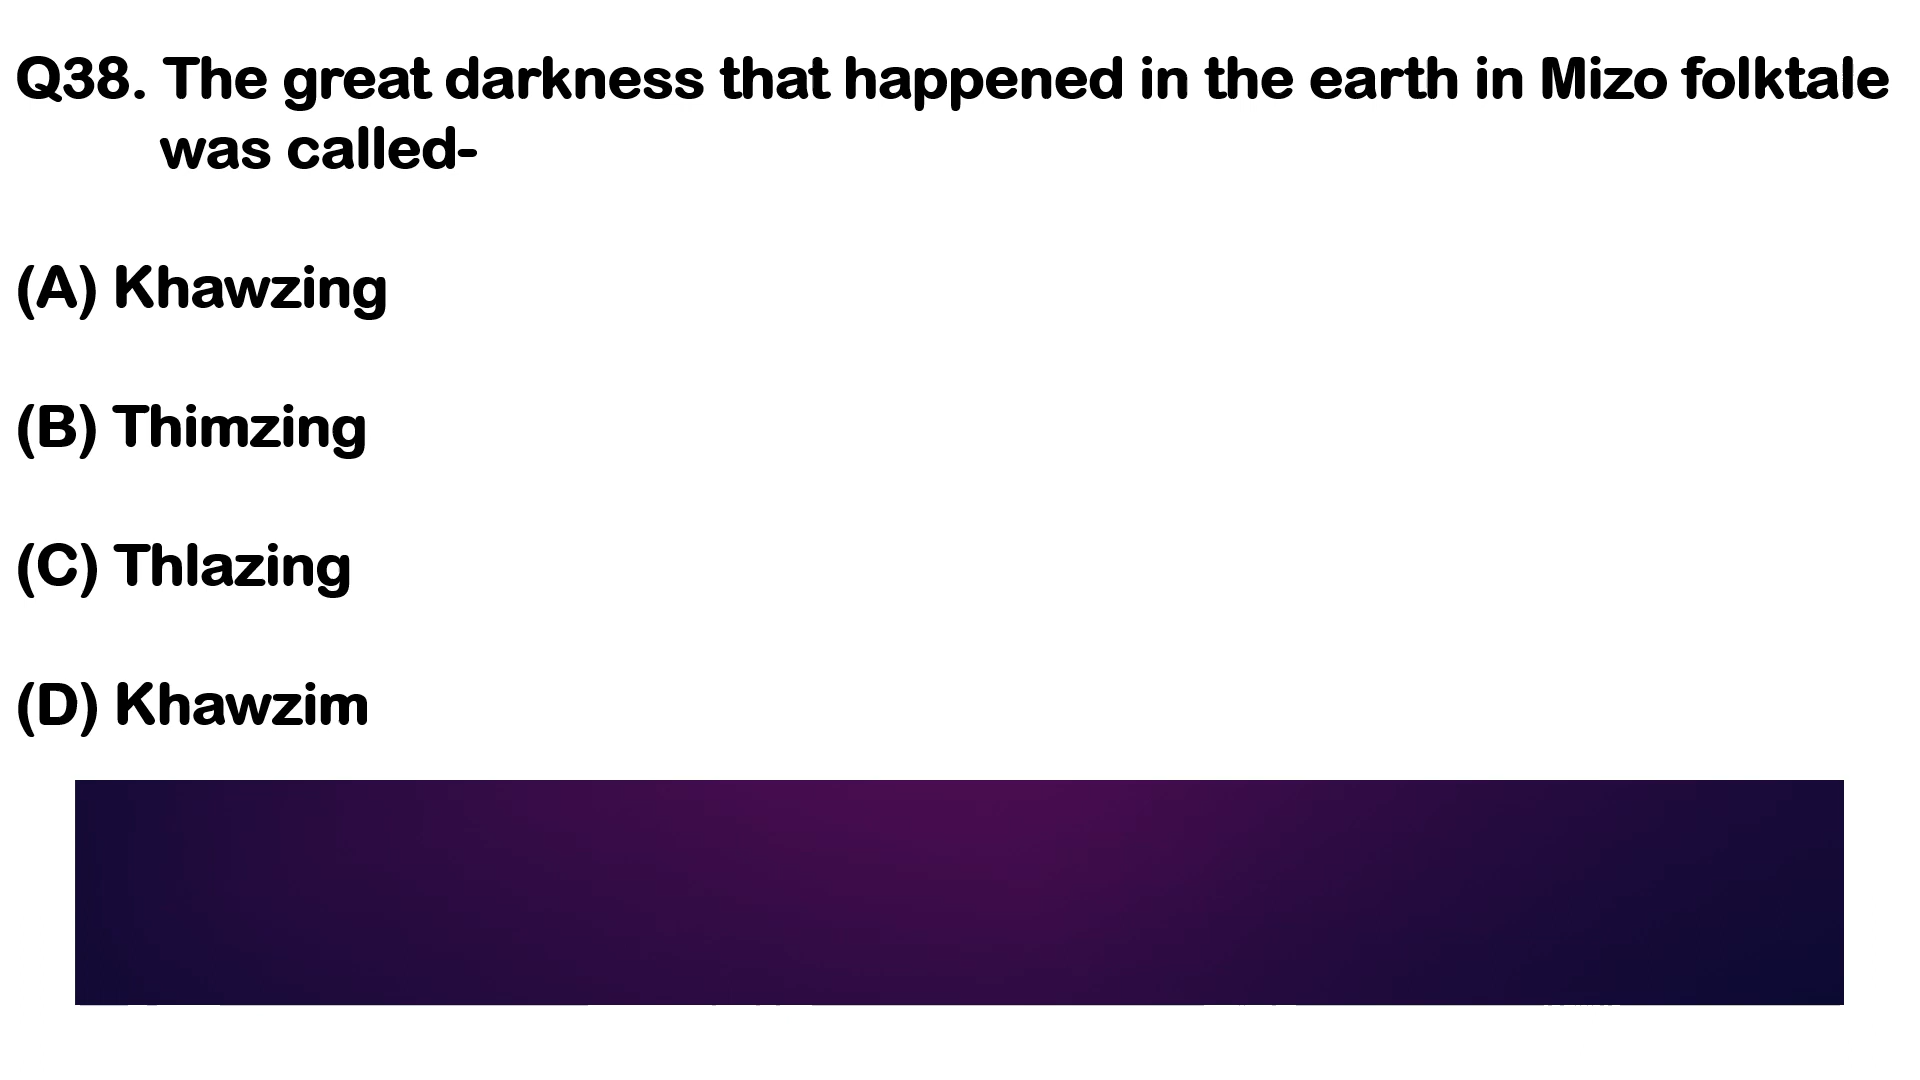 Q38. The great darkness that happened in the earth in Mizo folktale
was called-
(A) Khawzing
(B) Thimzing
(C) Thlazing
(D) Khawzim